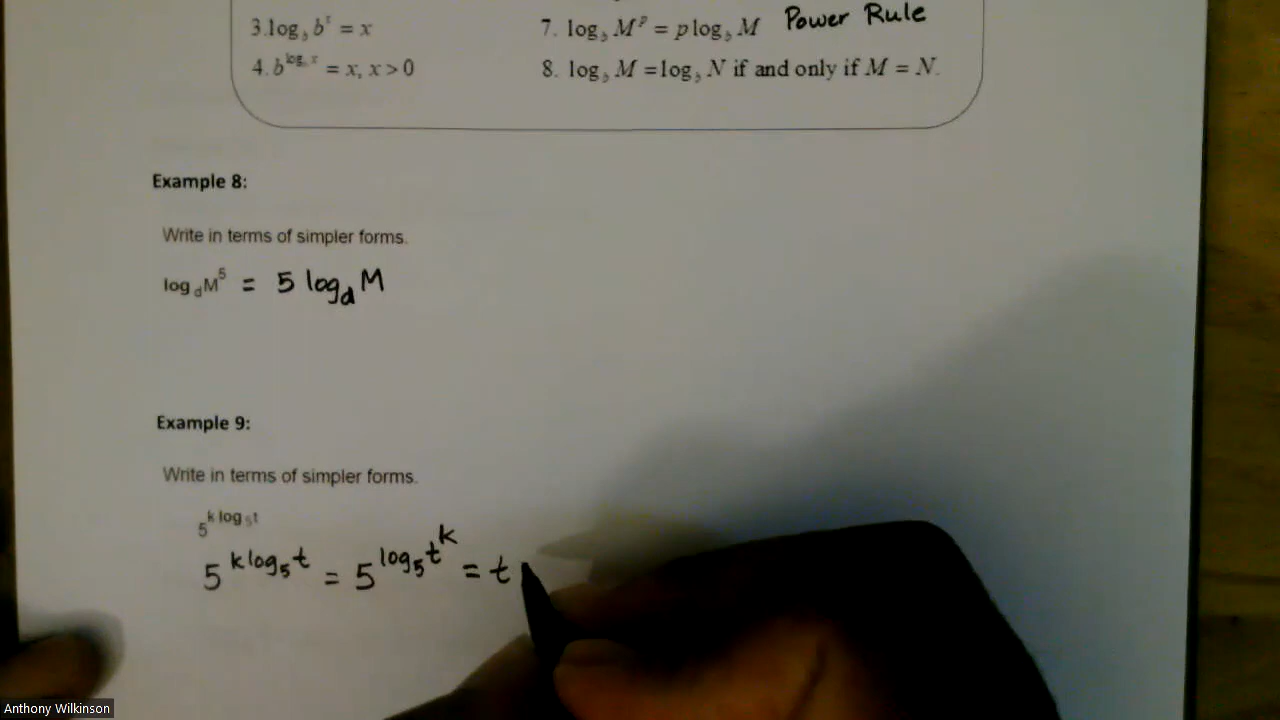 3. log_b b^x = x
7. log_b M^p = p log_b M Power Rule
4. b^{log_b x} = x, x > 0
8. log_b M = log_b N if and only if M = N.
Example 8:
Write in terms of simpler forms.
log_d M^5 = 5 log_d M
Example 9:
Write in terms of simpler forms.
5^{k log_5 t}
5^{k log_5 t} = 5^{log_5 t^k} = t
Anthony Wilkinson